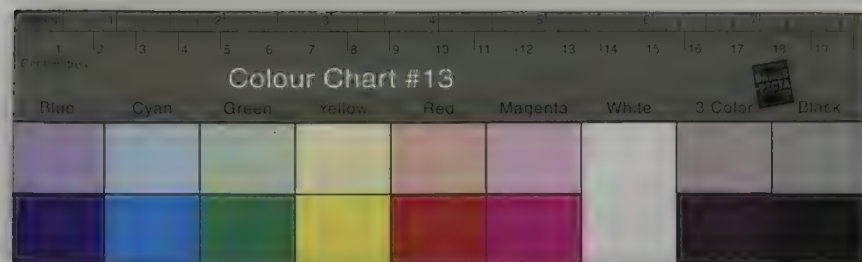 1 2 3 4 5 6 7
1 2 3 4 5 6 7 8 9 10 11 12 13 14 15 16 17 18 19
Centimetres
Colour Chart #13
Blue Cyan Green Yellow Red Magenta White 3 Color Black